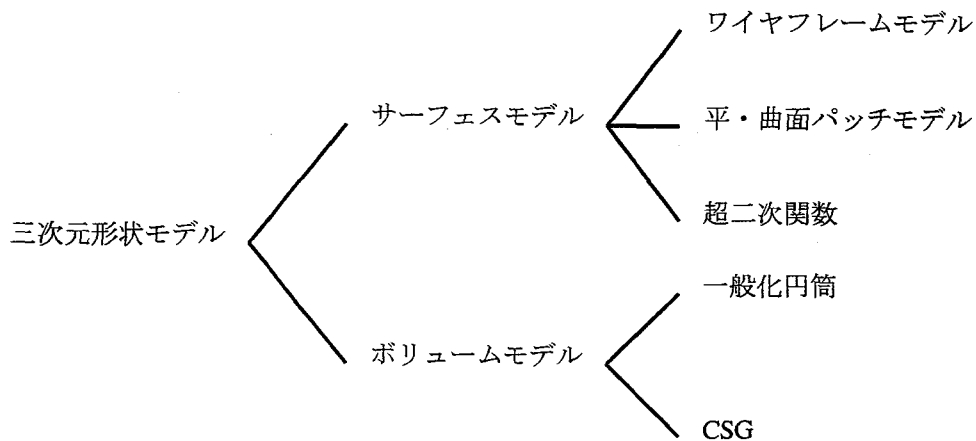 ワイヤフレームモデル
サーフェスモデル
平・曲面パッチモデル
超二次関数
三次元形状モデル
一般化円筒
ボリュームモデル
CSG